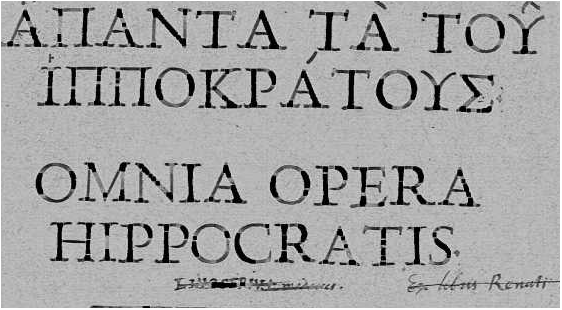 ἍΠΑΝΤΑ ΤᾺ ΤΟΥ͂
ἹΠΠΟΚΡΆΤΟΥΣ
OMNIA OPERA
HIPPOCRATIS.
Ex libris Renati